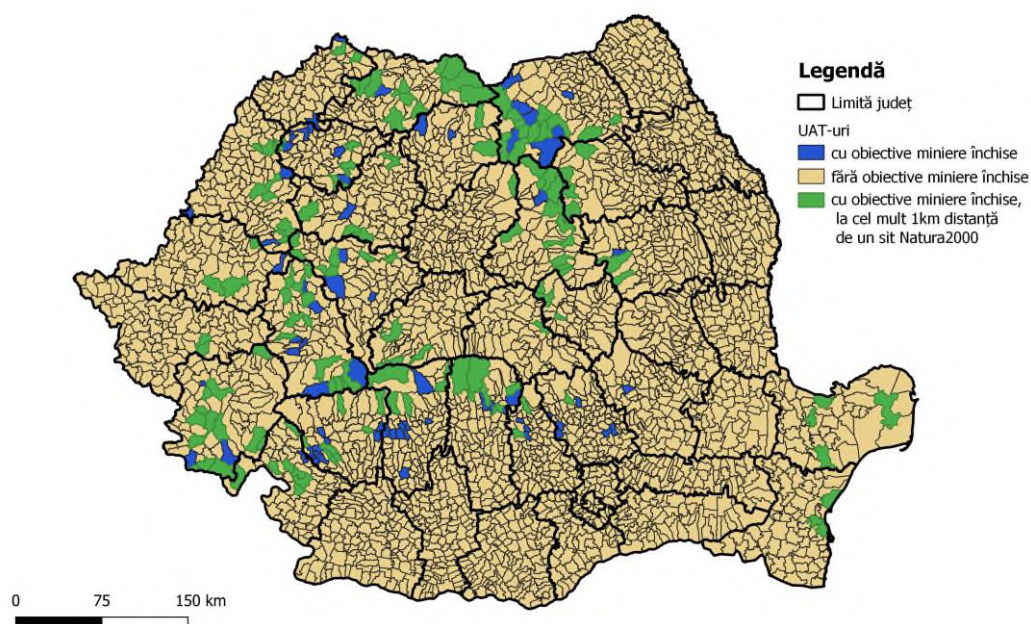 Legendă
Limită județ
UAT-uri
cu obiective miniere închise
fără obiective miniere închise
cu obiective miniere închise,
la cel mult 1km distanță
de un sit Natura2000
0 75 150 km